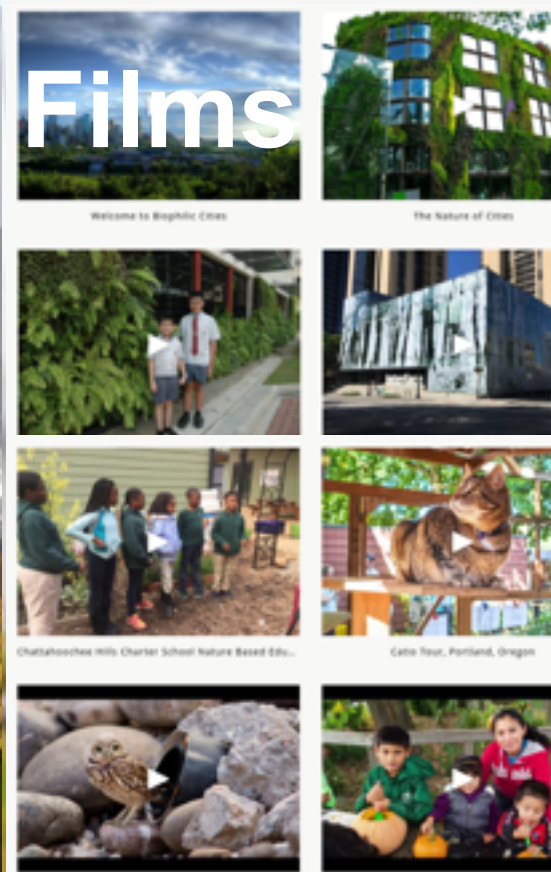 Films
Welcome to Biophilic Cities
The Nature of Cities
Chattahoochee Hills Charter School Nature Based Edu...
Catio Tour, Portland, Oregon